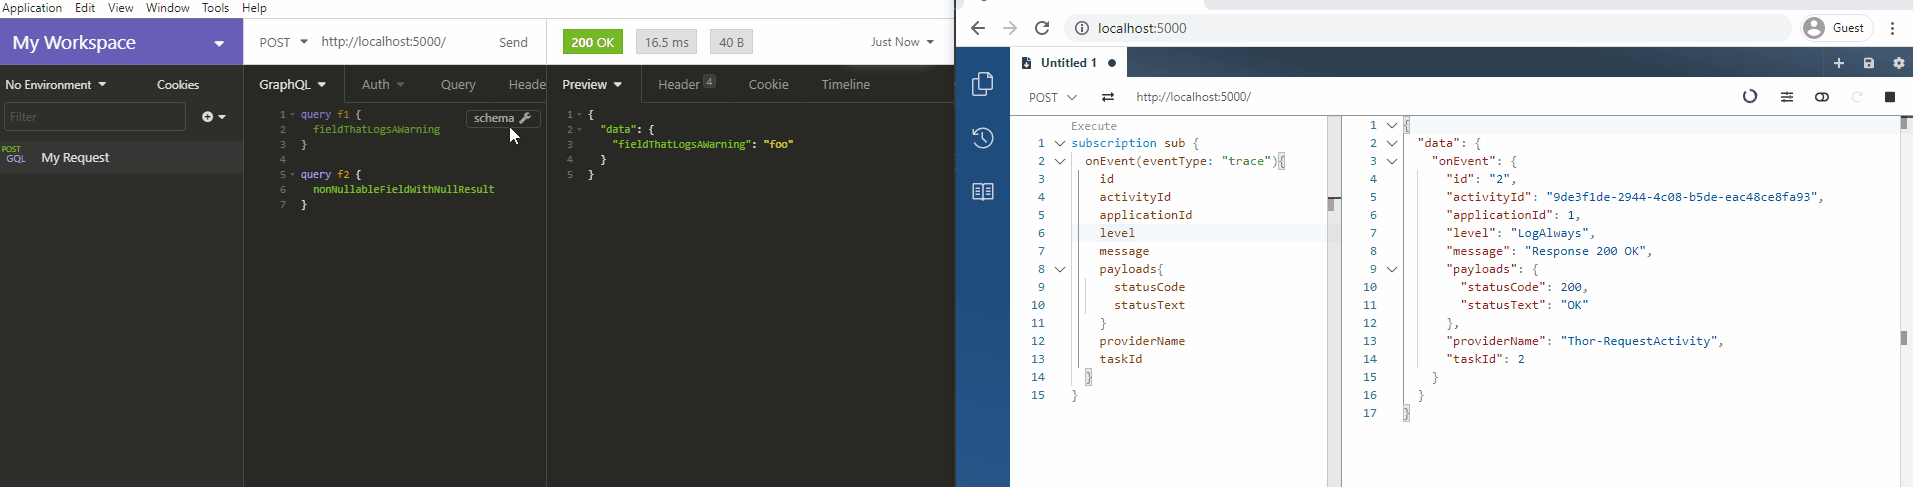 Application Edit View Window Tools Help
My Workspace
POST http://localhost:5000/ Send
200 OK 16.5 ms 40 B Just Now
No Environment Cookies
Filter
POST
GQL My Request
GraphQL Auth Query Heade
schema
1 query f1 {
2 fieldThatLogsAWarning
3 }
4
5 query f2 {
6 nonNullableFieldWithNullResult
7 }
Preview Header 4 Cookie Timeline
1 {
2 "data": {
3 "fieldThatLogsAWarning": "foo"
4 }
5 }
localhost:5000 Guest
Untitled 1
POST http://localhost:5000/
Execute
1 subscription sub {
2 onEvent(eventType: "trace"){
3 id
4 activityId
5 applicationId
6 level
7 message
8 payloads{
9 statusCode
10 statusText
11 }
12 providerName
13 taskId
14 }
15 }
1 {
2 "data": {
3 "onEvent": {
4 "id": "2",
5 "activityId": "9de3f1de-2944-4c08-b5de-eac48ce8fa93",
6 "applicationId": 1,
7 "level": "LogAlways",
8 "message": "Response 200 OK",
9 "payloads": {
10 "statusCode": 200,
11 "statusText": "OK"
12 },
13 "providerName": "Thor-RequestActivity",
14 "taskId": 2
15 }
16 }
17 }